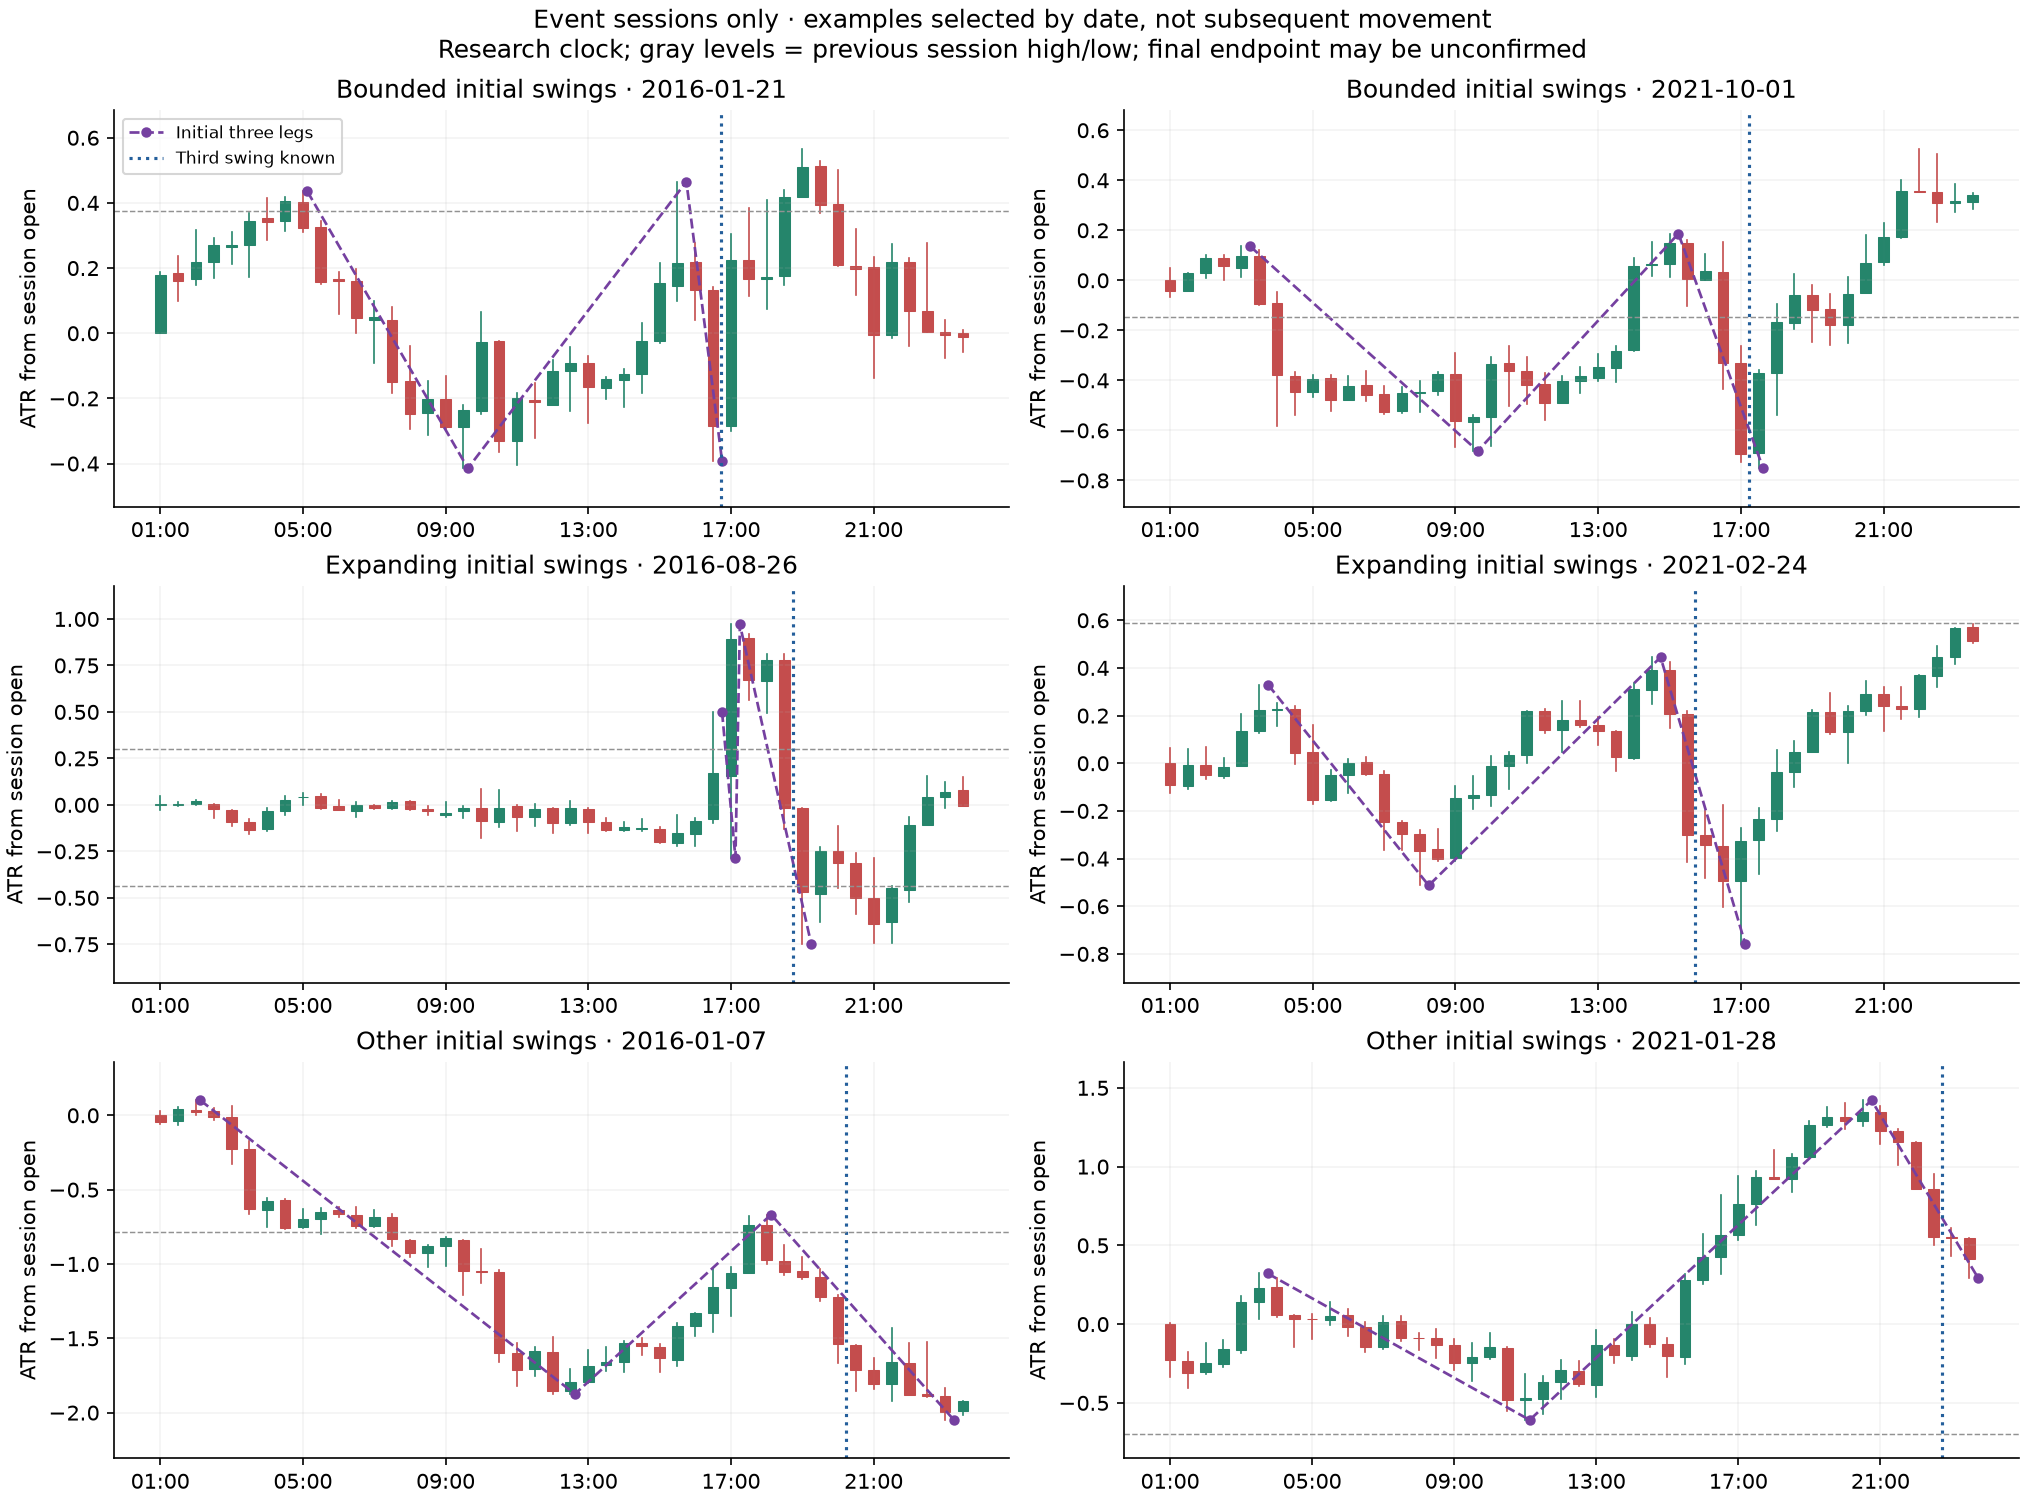 Event sessions only · examples selected by date, not subsequent movement
Research clock; gray levels = previous session high/low; final endpoint may be unconfirmed
Bounded initial swings · 2016-01-21
Initial three legs
Third swing known
ATR from session open
0.6
0.4
0.2
0.0
−0.2
−0.4
01:00 05:00 09:00 13:00 17:00 21:00
Bounded initial swings · 2021-10-01
ATR from session open
0.6
0.4
0.2
0.0
−0.2
−0.4
−0.6
−0.8
01:00 05:00 09:00 13:00 17:00 21:00
Expanding initial swings · 2016-08-26
ATR from session open
1.00
0.75
0.50
0.25
0.00
−0.25
−0.50
−0.75
01:00 05:00 09:00 13:00 17:00 21:00
Expanding initial swings · 2021-02-24
ATR from session open
0.6
0.4
0.2
0.0
−0.2
−0.4
−0.6
−0.8
01:00 05:00 09:00 13:00 17:00 21:00
Other initial swings · 2016-01-07
ATR from session open
0.0
−0.5
−1.0
−1.5
−2.0
01:00 05:00 09:00 13:00 17:00 21:00
Other initial swings · 2021-01-28
ATR from session open
1.5
1.0
0.5
0.0
−0.5
01:00 05:00 09:00 13:00 17:00 21:00